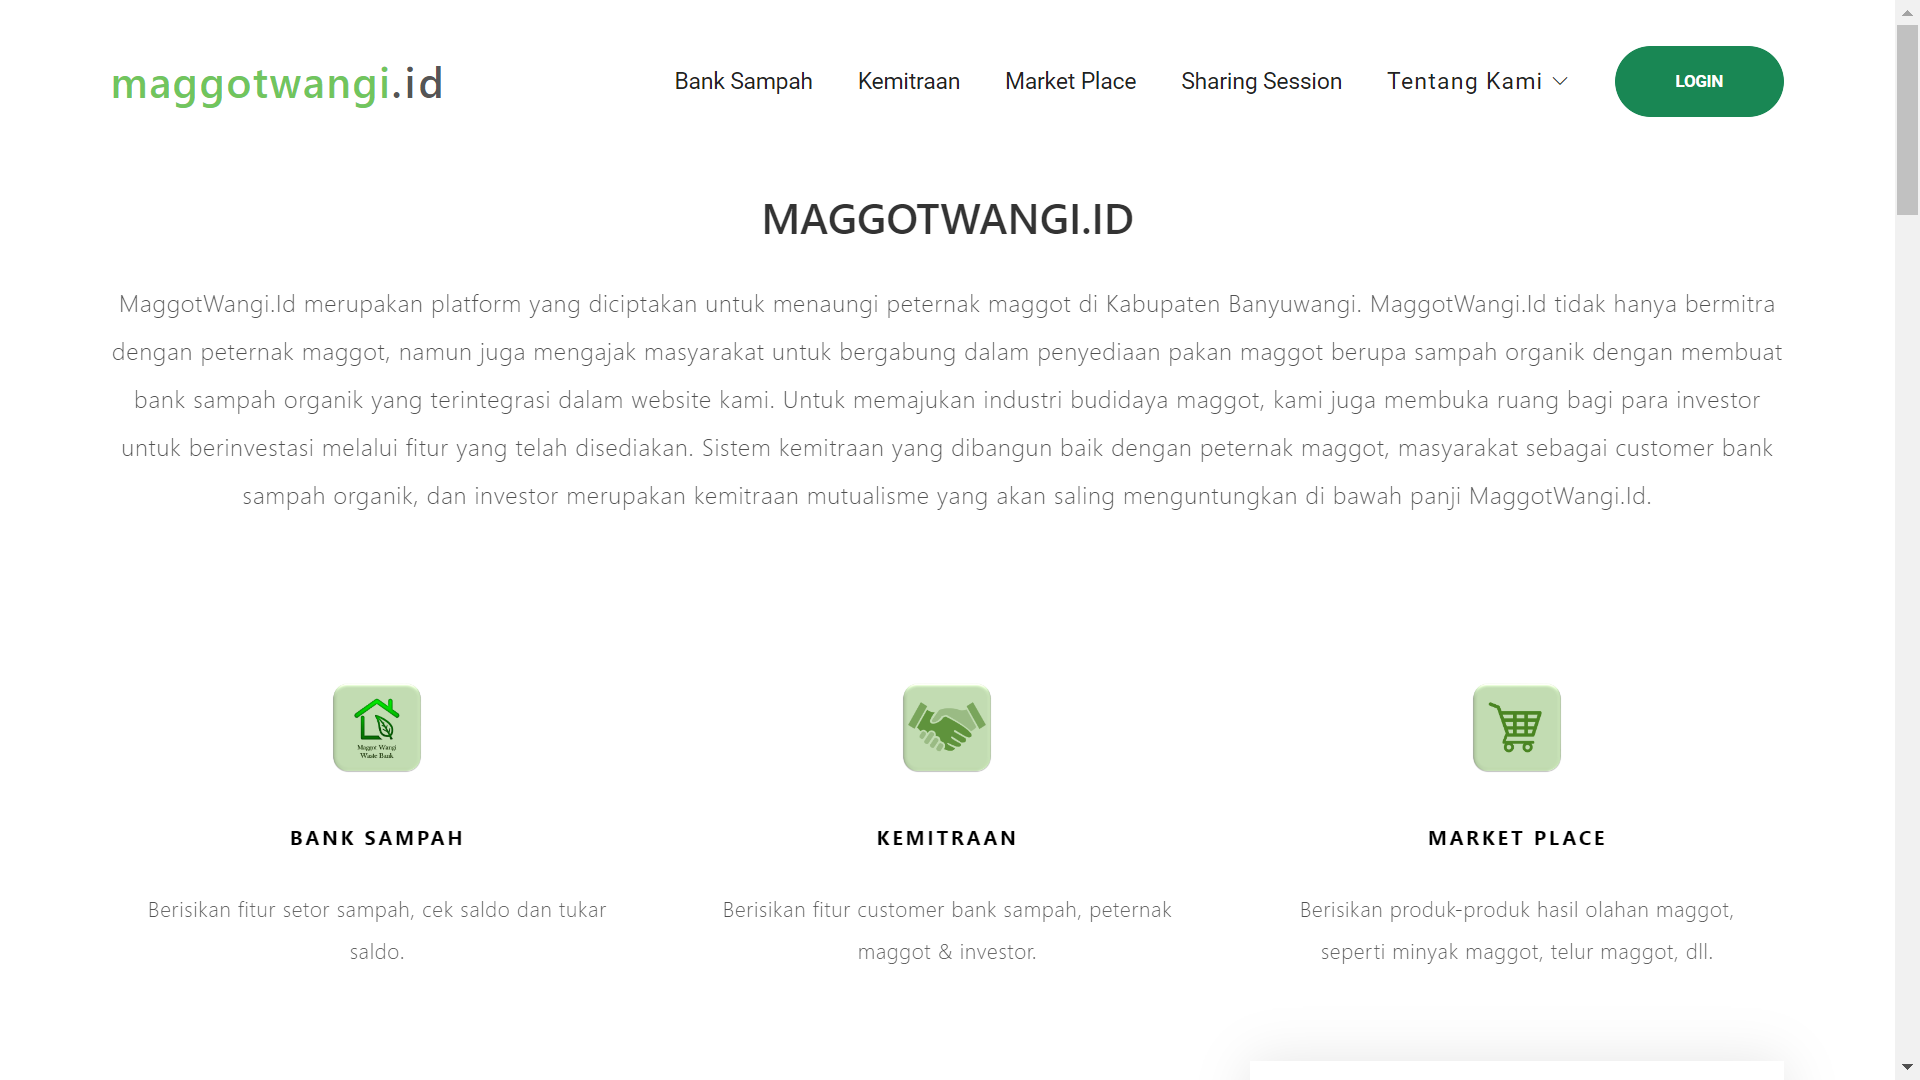 maggotwangi.id
Bank Sampah
Kemitraan
Market Place
Sharing Session
Tentang Kami
LOGIN
MAGGOTWANGI.ID
MaggotWangi.Id merupakan platform yang diciptakan untuk menaungi peternak maggot di Kabupaten Banyuwangi. MaggotWangi.Id tidak hanya bermitra
dengan peternak maggot, namun juga mengajak masyarakat untuk bergabung dalam penyediaan pakan maggot berupa sampah organik dengan membuat
bank sampah organik yang terintegrasi dalam website kami. Untuk memajukan industri budidaya maggot, kami juga membuka ruang bagi para investor
untuk berinvestasi melalui fitur yang telah disediakan. Sistem kemitraan yang dibangun baik dengan peternak maggot, masyarakat sebagai customer bank
sampah organik, dan investor merupakan kemitraan mutualisme yang akan saling menguntungkan di bawah panji MaggotWangi.Id.
Maggot Wangi
Waste Bank
BANK SAMPAH
Berisikan fitur setor sampah, cek saldo dan tukar
saldo.
KEMITRAAN
Berisikan fitur customer bank sampah, peternak
maggot & investor.
MARKET PLACE
Berisikan produk-produk hasil olahan maggot,
seperti minyak maggot, telur maggot, dll.